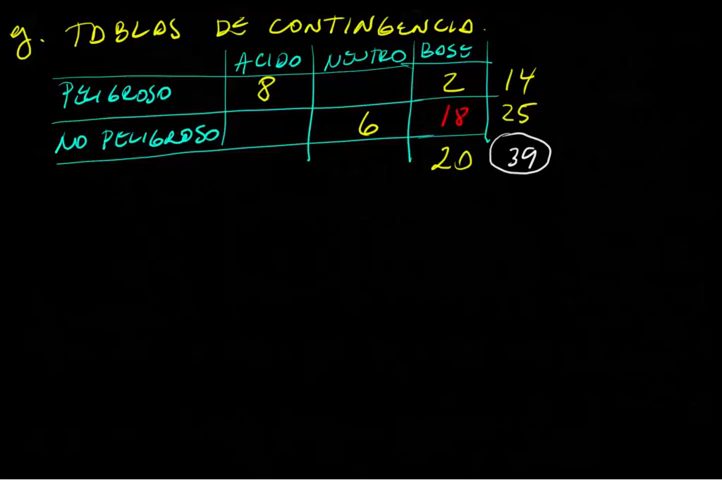 g. TABLAS DE CONTINGENCIA.
ACIDO NEUTRO BASE
PELIGROSO 8 2 14
NO PELIGROSO 6 18 25
20 39